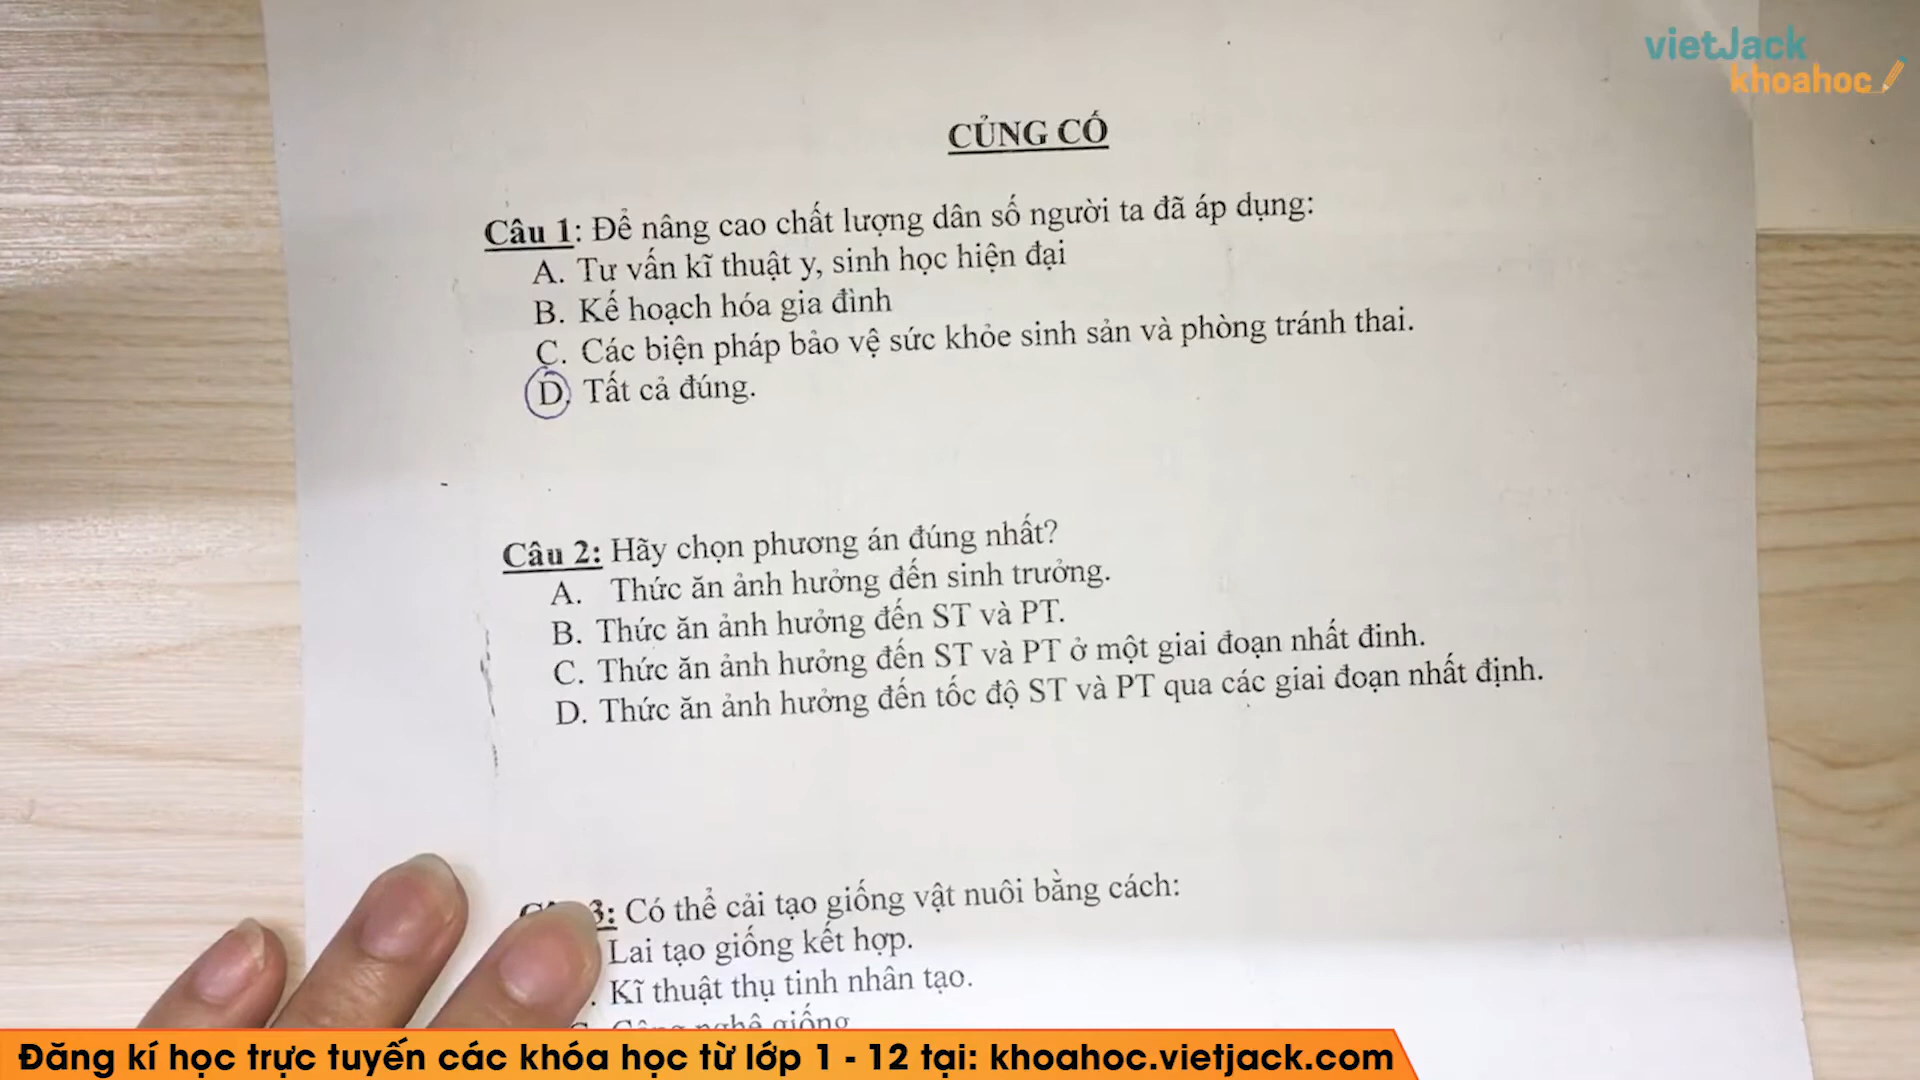 vietJack
khoahoc
CỦNG CỐ
Câu 1: Để nâng cao chất lượng dân số người ta đã áp dụng:
A. Tư vấn kĩ thuật y, sinh học hiện đại
B. Kế hoạch hóa gia đình
C. Các biện pháp bảo vệ sức khỏe sinh sản và phòng tránh thai.
D. Tất cả đúng.
Câu 2: Hãy chọn phương án đúng nhất?
A. Thức ăn ảnh hưởng đến sinh trưởng.
B. Thức ăn ảnh hưởng đến ST và PT.
C. Thức ăn ảnh hưởng đến ST và PT ở một giai đoạn nhất đinh.
D. Thức ăn ảnh hưởng đến tốc độ ST và PT qua các giai đoạn nhất định.
3: Có thể cải tạo giống vật nuôi bằng cách:
Lai tạo giống kết hợp.
. Kĩ thuật thụ tinh nhân tạo.
giống
Đăng kí học trực tuyến các khóa học từ lớp 1 - 12 tại: khoahoc.vietjack.com